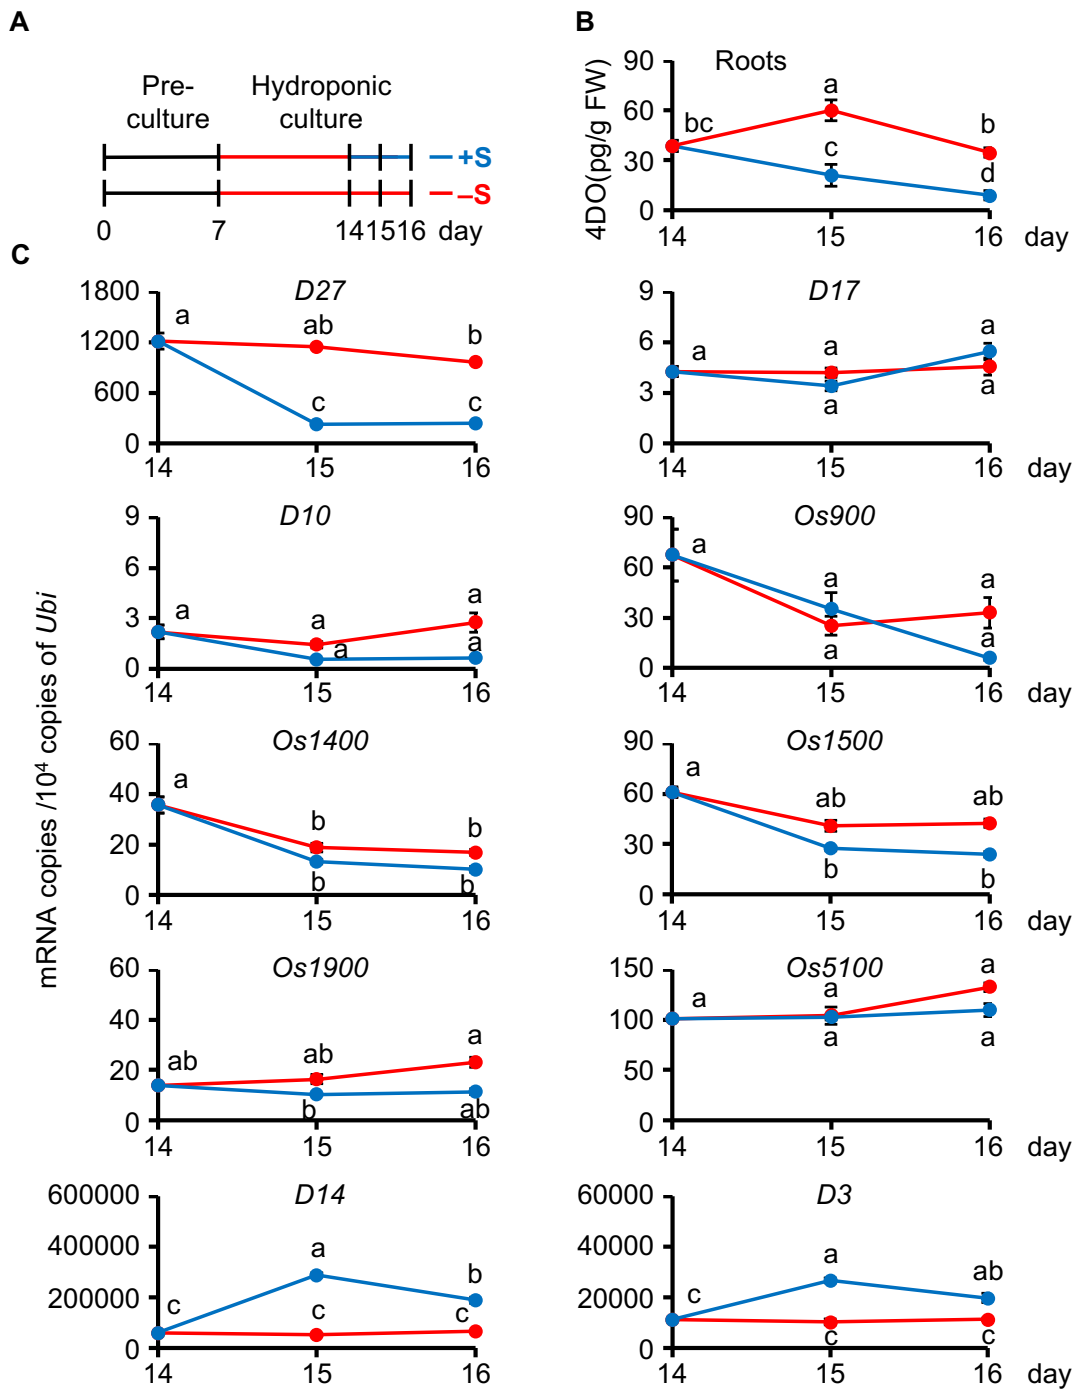 A
Pre-
culture
Hydroponic
culture
+S
–S
0 7 14 15 16 day
B
Roots
4DO(pg/g FW)
90
60
30
0
bc a b
c d
14 15 16 day
C
mRNA copies /10⁴ copies of Ubi
D27
1800
1200
600
0
a ab b
c c
14 15 16
D17
9
6
3
0
a a a
a a
14 15 16 day
D10
9
6
3
0
a a a
a a
14 15 16
Os900
90
60
30
0
a a a
a a
14 15 16 day
Os1400
60
40
20
0
a b b
b b
14 15 16
Os1500
90
60
30
0
a ab ab
b b
14 15 16 day
Os1900
60
40
20
0
ab ab a
b ab
14 15 16
Os5100
150
100
50
0
a a a
a a
14 15 16 day
D14
600000
400000
200000
0
a b
c c c
14 15 16
D3
60000
40000
20000
0
a ab
c c c
14 15 16 day